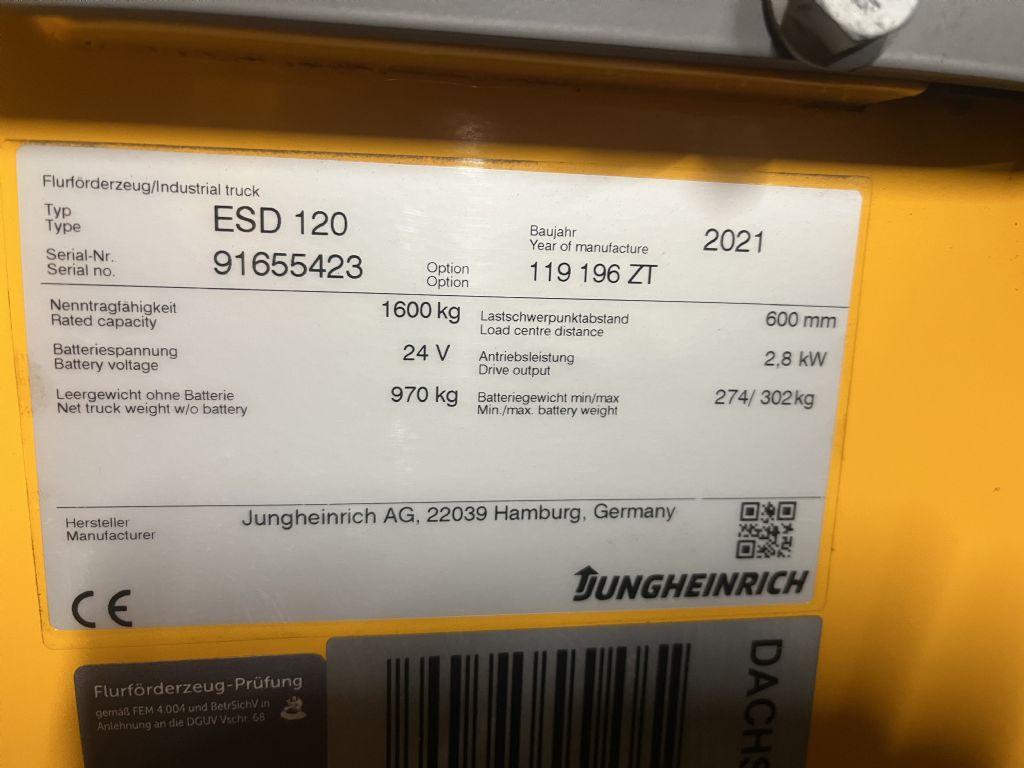 Flurförderzeug/Industrial truck
Typ
Type
ESD 120
Baujahr
Year of manufacture
2021
Serial-Nr.
Serial no.
91655423
Option
Option
119 196 ZT
Nenntragfähigkeit
Rated capacity
1600 kg
Lastschwerpunktabstand
Load centre distance
600 mm
Batteriespannung
Battery voltage
24 V
Antriebsleistung
Drive output
2,8 kW
Leergewicht ohne Batterie
Net truck weight w/o battery
970 kg
Batteriegewicht min/max
Min./max. battery weight
274/ 302kg
Hersteller
Manufacturer
Jungheinrich AG, 22039 Hamburg, Germany
JUNGHEINRICH
CE
Flurförderzeug-Prüfung
gemäß FEM 4.004 und BetrSichV in
Anlehnung an die DGUV Vschr. 68
DACHS